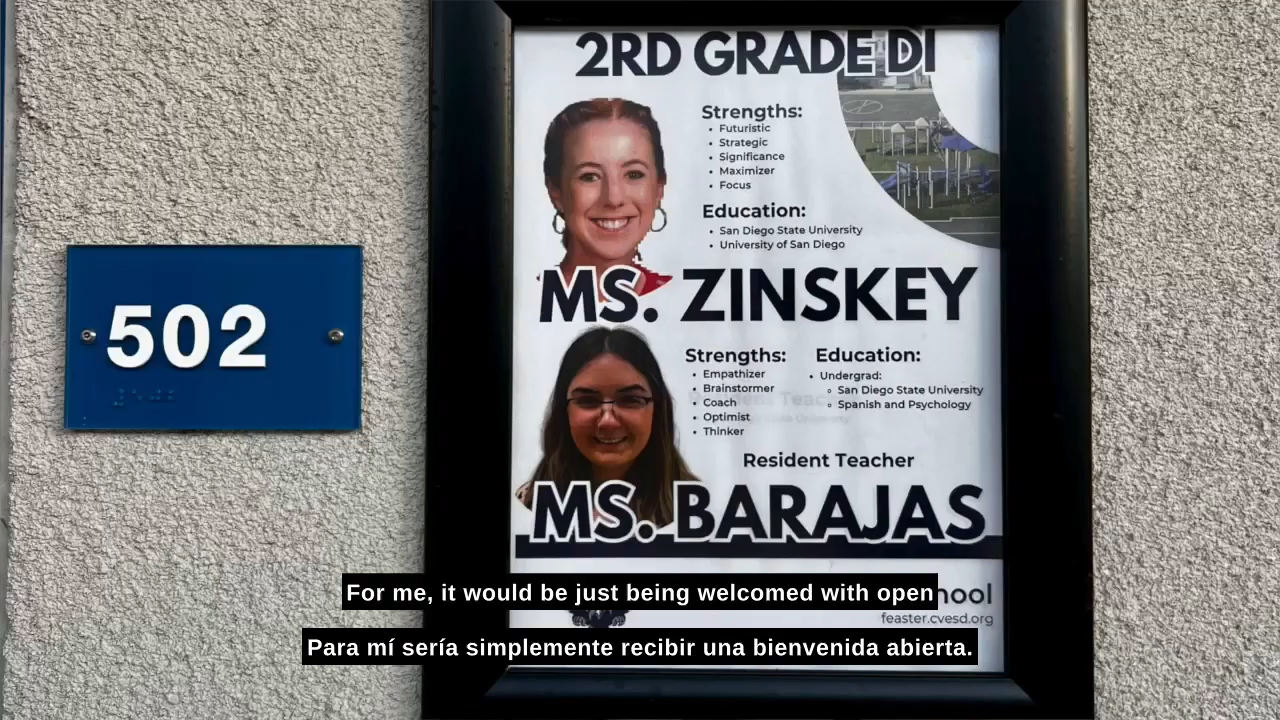 2RD GRADE DI
Strengths:
• Futuristic
• Strategic
• Significance
• Maximizer
• Focus
Education:
• San Diego State University
• University of San Diego
MS. ZINSKEY
502
Strengths:
• Empathizer
• Brainstormer
• Coach
• Optimist
• Thinker
Education:
• Undergrad:
◦ San Diego State University
◦ Spanish and Psychology
Resident Teacher
MS. BARAJAS
feaster.cvesd.org
For me, it would be just being welcomed with open
Para mí sería simplemente recibir una bienvenida abierta.